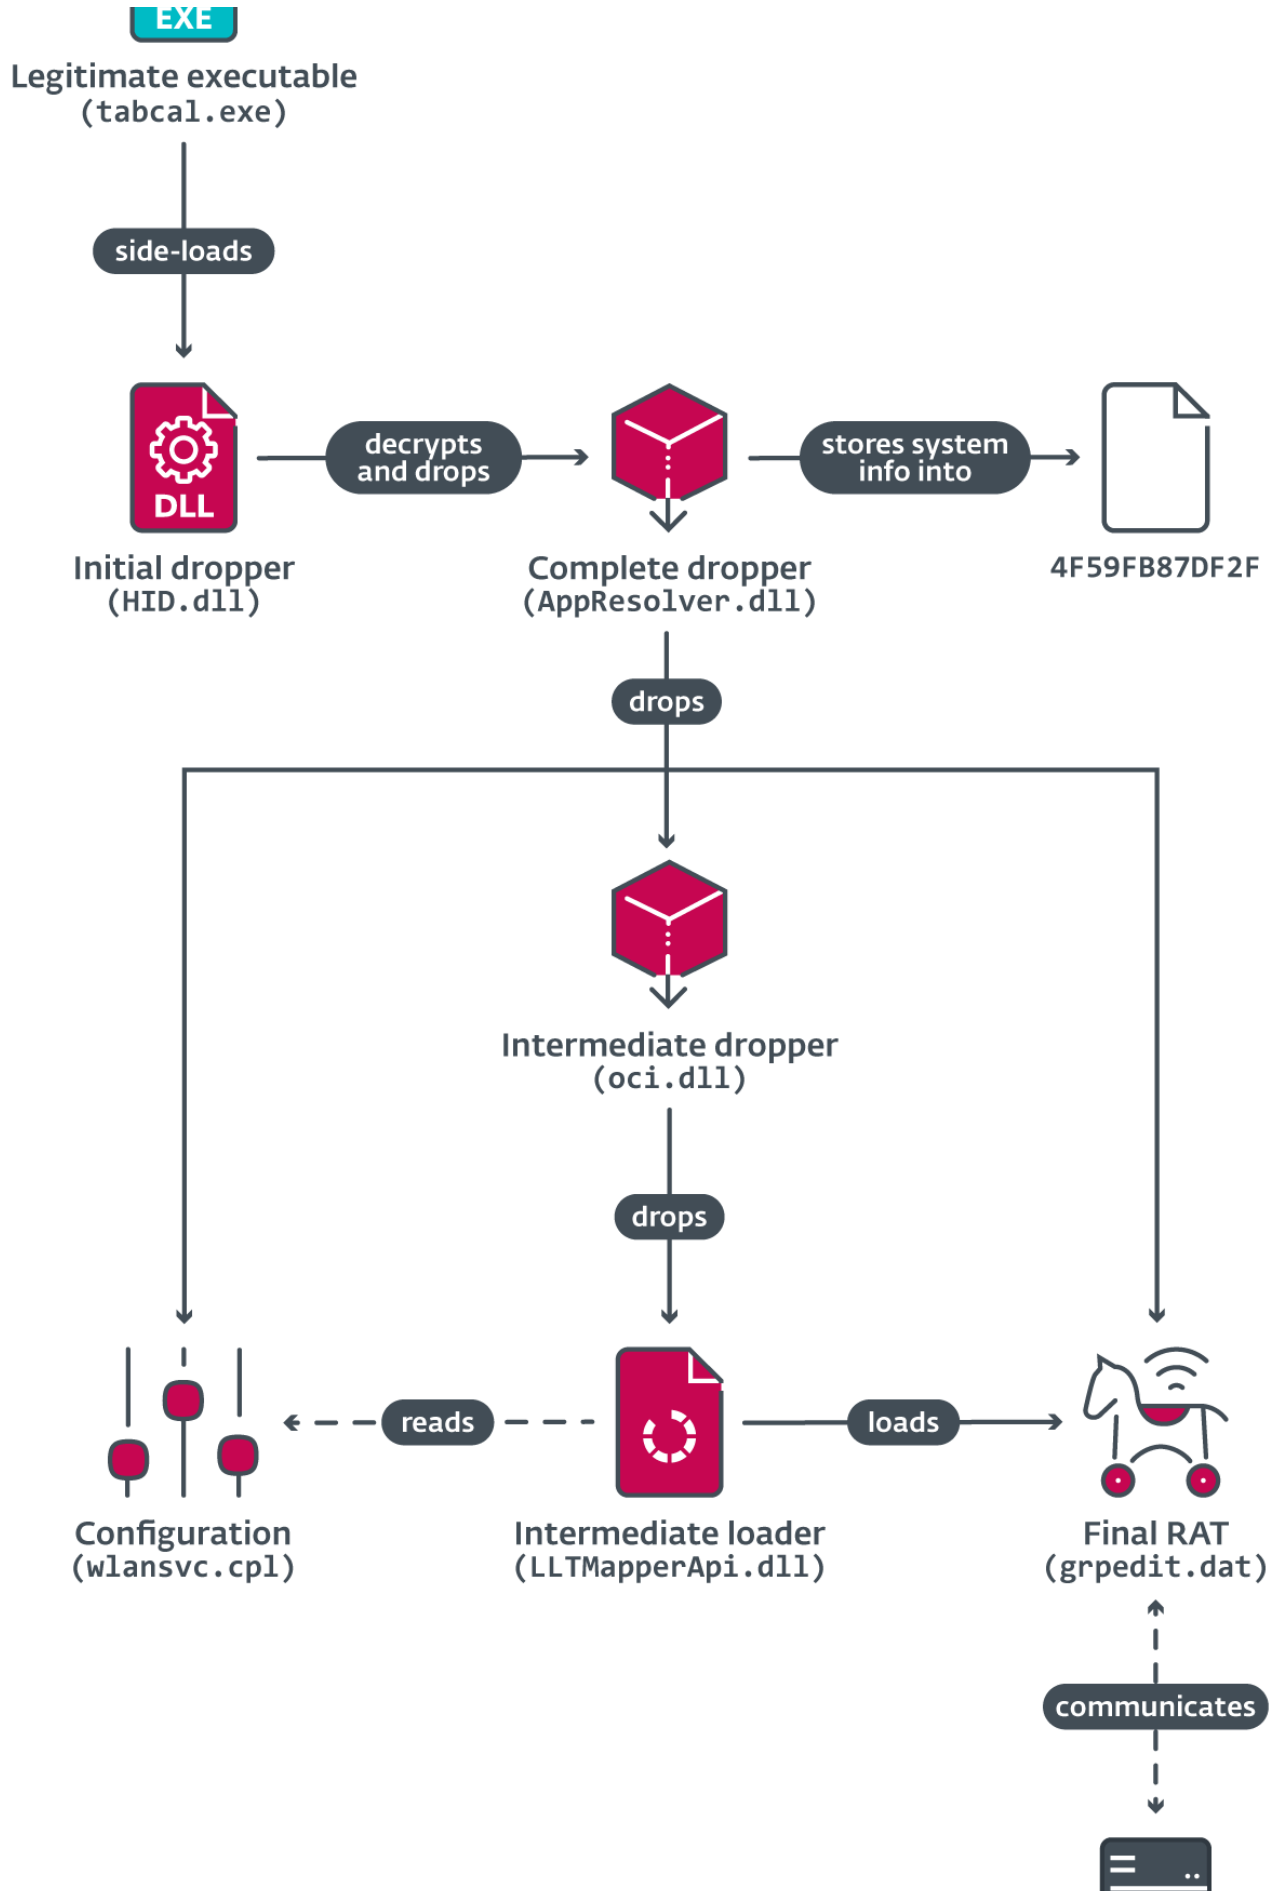 EXE
Legitimate executable
(tabcal.exe)
side-loads
DLL
decrypts
and drops
stores system
info into
Initial dropper
(HID.dll)
Complete dropper
(AppResolver.dll)
4F59FB87DF2F
drops
Intermediate dropper
(oci.dll)
drops
reads
loads
Configuration
(wlansvc.cpl)
Intermediate loader
(LLTMapperApi.dll)
Final RAT
(grpedit.dat)
communicates